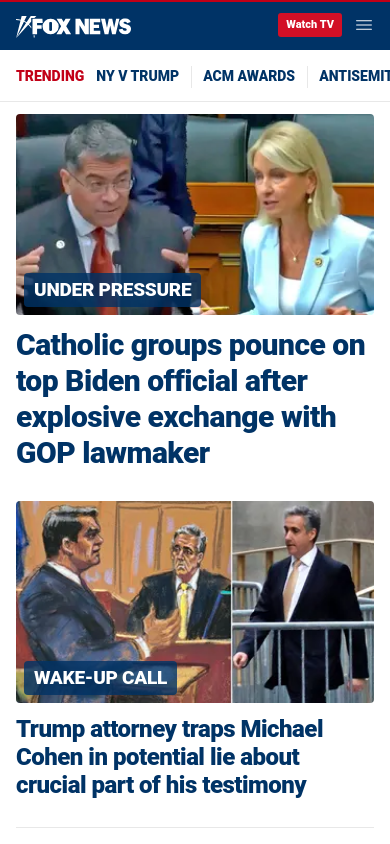 FOX NEWS
Watch TV
TRENDING NY V TRUMP ACM AWARDS ANTISEMIT
UNDER PRESSURE
Catholic groups pounce on
top Biden official after
explosive exchange with
GOP lawmaker
WAKE-UP CALL
Trump attorney traps Michael
Cohen in potential lie about
crucial part of his testimony